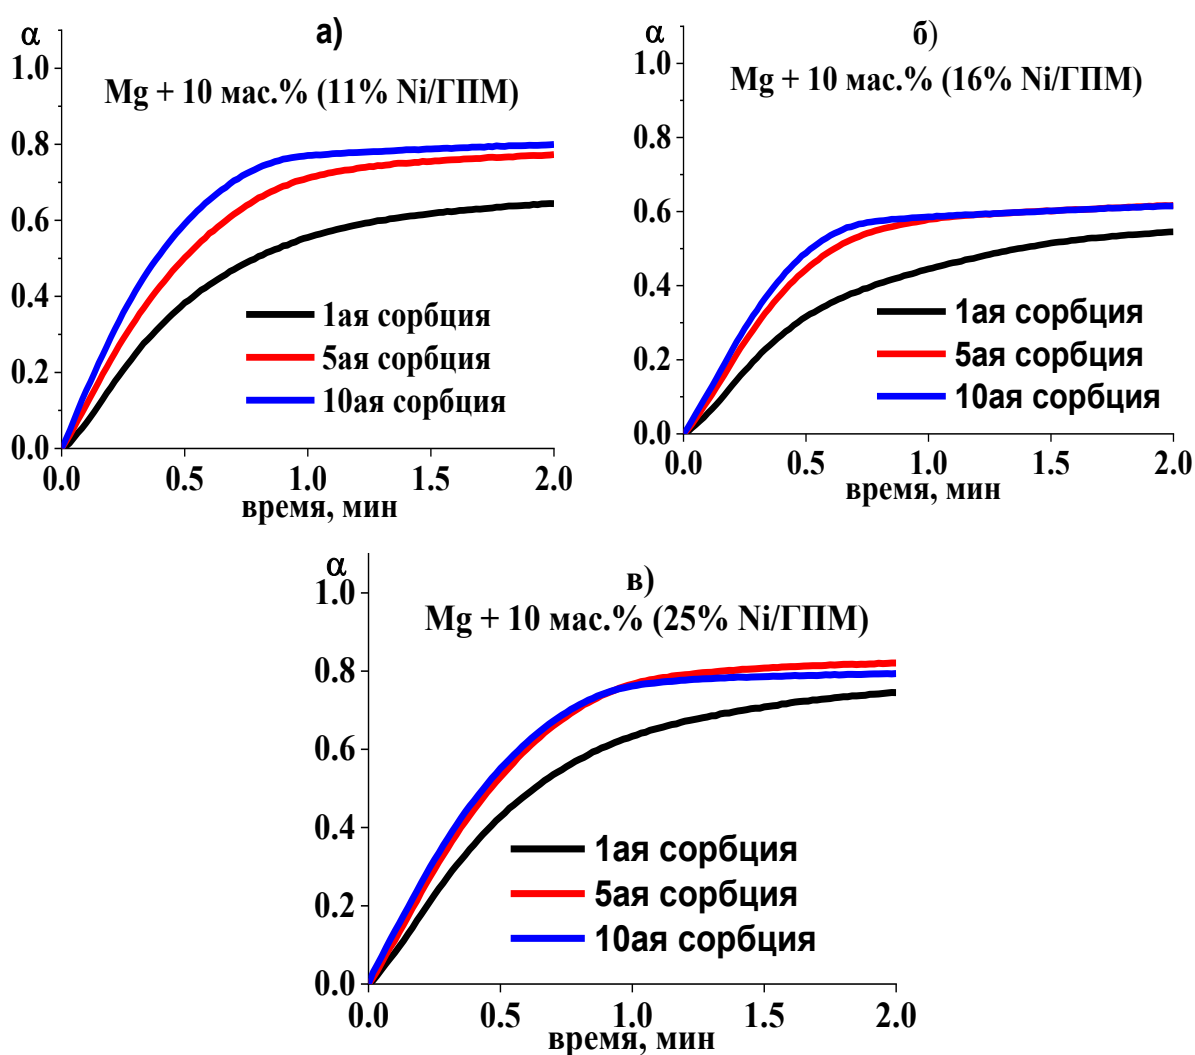 а)
α
Mg + 10 мас.% (11% Ni/ГПМ)
1.0
0.8
0.6
0.4
0.2
0.0
1ая сорбция
5ая сорбция
10ая сорбция
0.0 0.5 1.0 1.5 2.0
время, мин
б)
α
Mg + 10 мас.% (16% Ni/ГПМ)
1.0
0.8
0.6
0.4
0.2
0.0
1ая сорбция
5ая сорбция
10ая сорбция
0.0 0.5 1.0 1.5 2.0
время, мин
в)
α
Mg + 10 мас.% (25% Ni/ГПМ)
1.0
0.8
0.6
0.4
0.2
0.0
1ая сорбция
5ая сорбция
10ая сорбция
0.0 0.5 1.0 1.5 2.0
время, мин